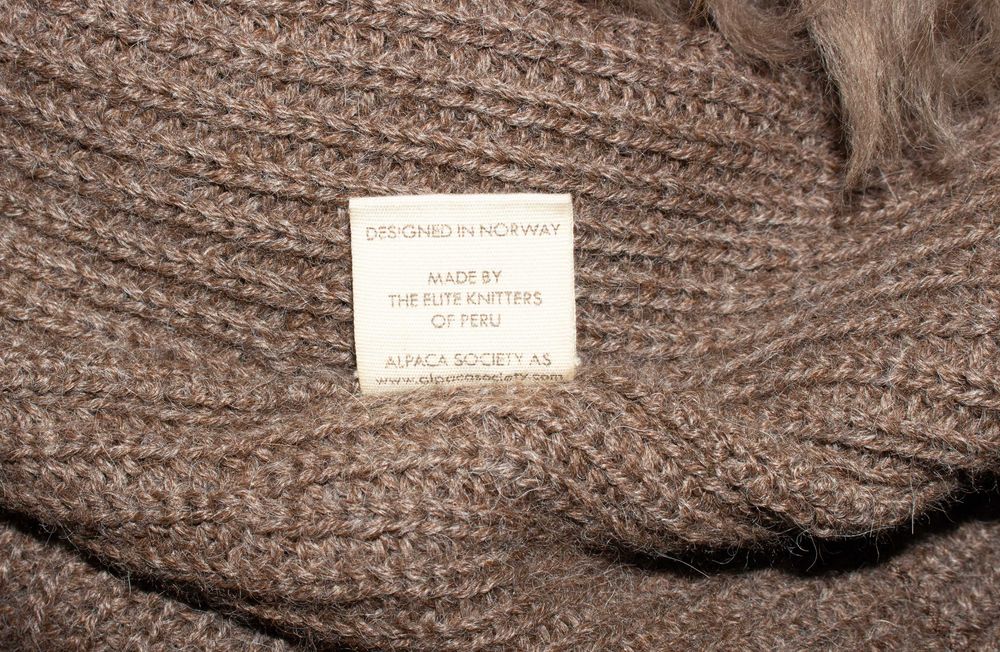 DESIGNED IN NORWAY
MADE BY
THE ELITE KNITTERS
OF PERU
ALPACA SOCIETY AS
www.alpacasociety.com